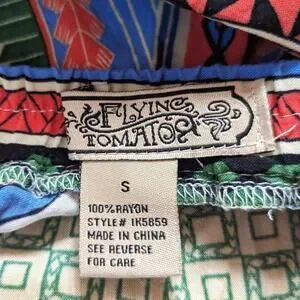 FLYING
TOMATO
S
100% RAYON
STYLE# IK5859
MADE IN CHINA
SEE REVERSE
FOR CARE